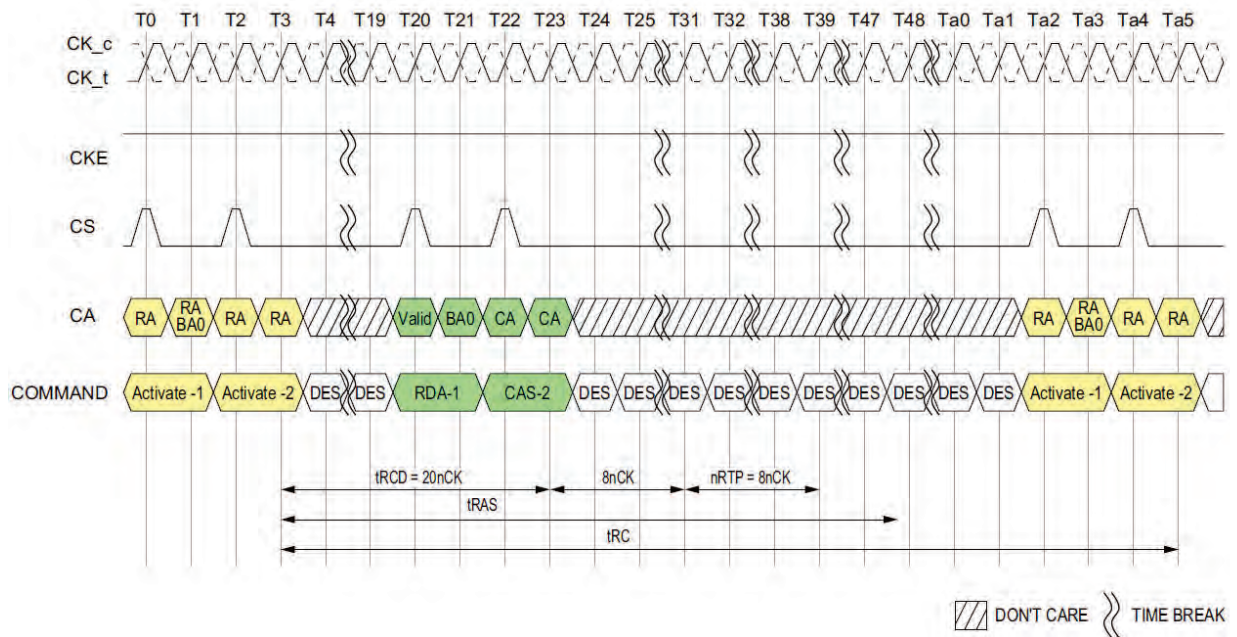 T0 T1 T2 T3 T4 T19 T20 T21 T22 T23 T24 T25 T31 T32 T38 T39 T47 T48 Ta0 Ta1 Ta2 Ta3 Ta4 Ta5
CK_c
CK_t
CKE
CS
CA RA RA BA0 RA RA Valid BA0 CA CA RA RA BA0 RA RA
COMMAND Activate -1 Activate -2 DES DES RDA-1 CAS-2 DES DES DES DES DES DES DES DES DES DES Activate -1 Activate -2
tRCD = 20nCK 8nCK nRTP = 8nCK
tRAS
tRC
DON'T CARE TIME BREAK